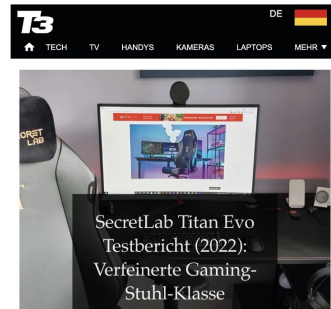 T3
DE
TECH TV HANDYS KAMERAS LAPTOPS MEHR ▼
SECRET
LAB
SecretLab Titan Evo
Testbericht (2022):
Verfeinerte Gaming-
Stuhl-Klasse